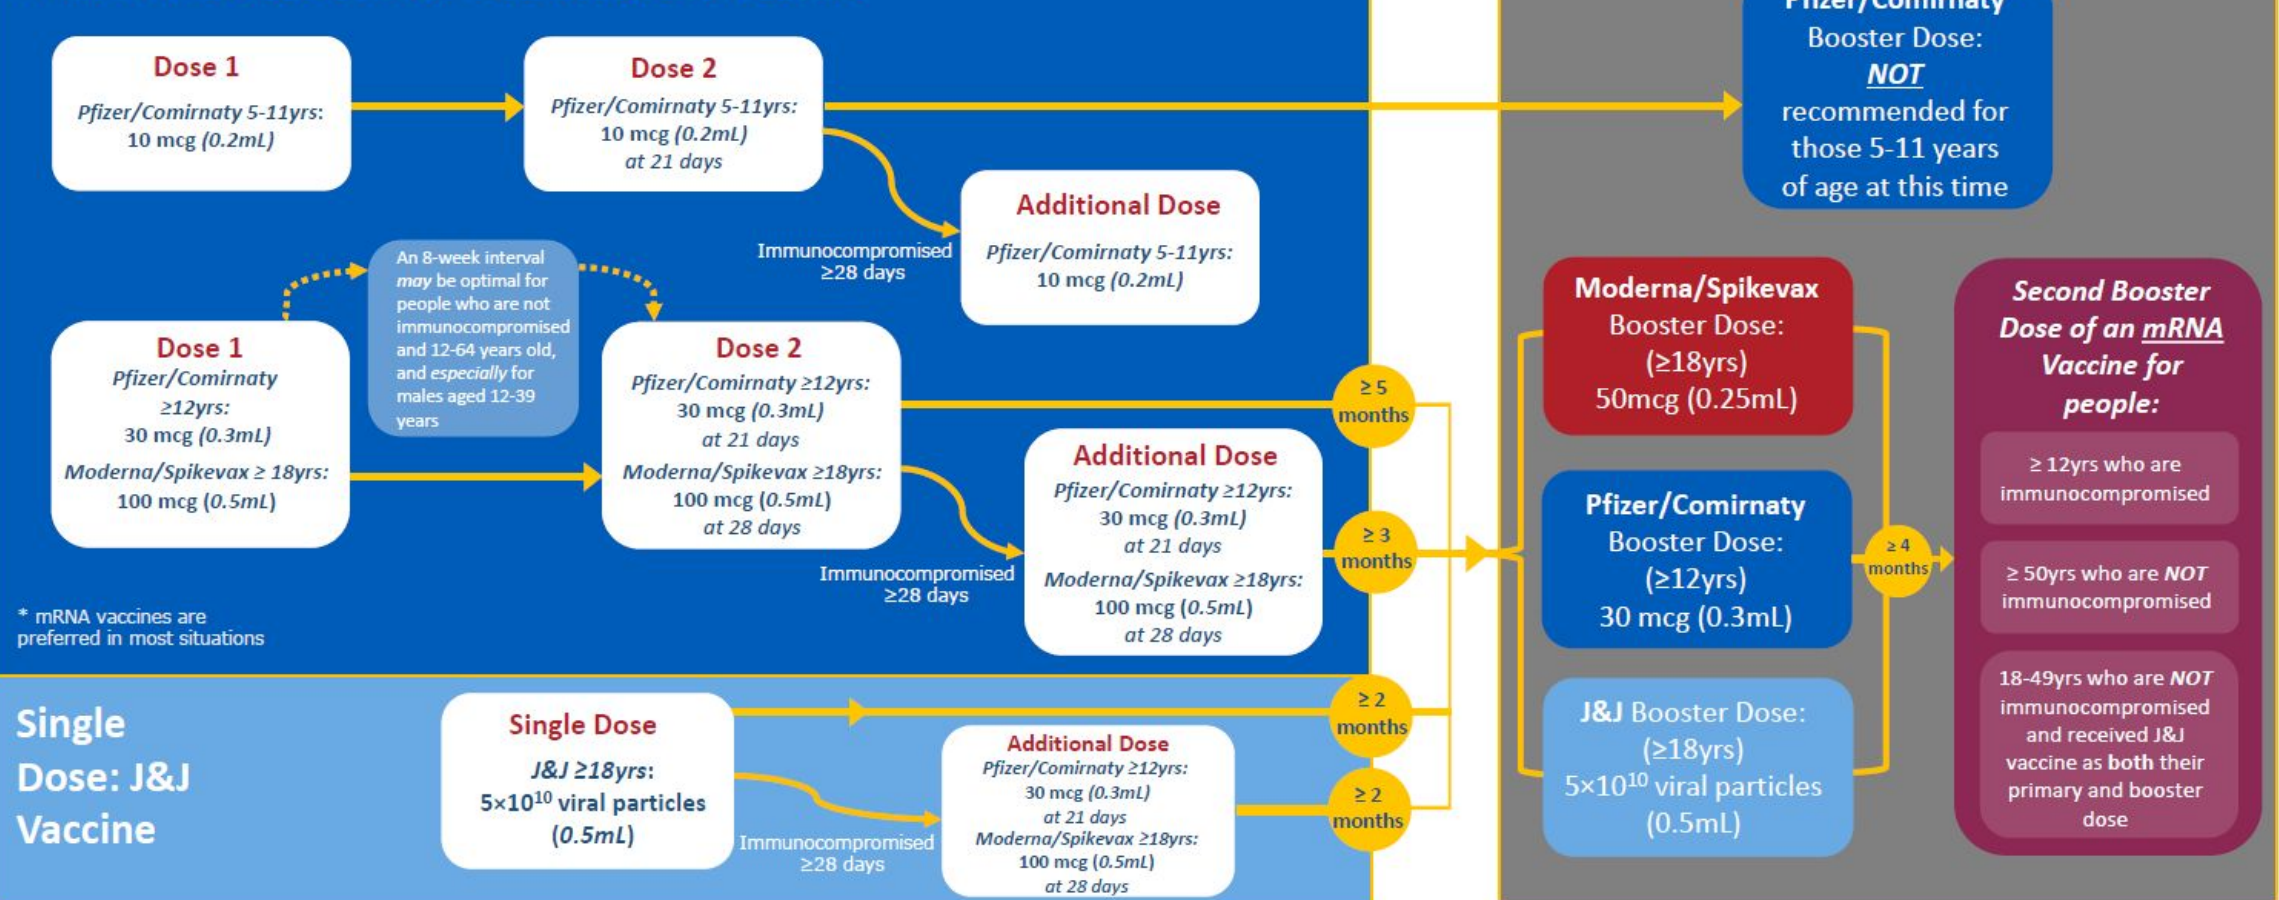 Dose 1
Pfizer/Comirnaty 5-11yrs:
10 mcg (0.2mL)
Dose 2
Pfizer/Comirnaty 5-11yrs:
10 mcg (0.2mL)
at 21 days
Immunocompromised
≥28 days
Additional Dose
Pfizer/Comirnaty 5-11yrs:
10 mcg (0.2mL)
Pfizer/Comirnaty
Booster Dose:
NOT
recommended for
those 5-11 years
of age at this time
Dose 1
Pfizer/Comirnaty
≥12yrs:
30 mcg (0.3mL)
Moderna/Spikevax ≥ 18yrs:
100 mcg (0.5mL)
An 8-week interval
may be optimal for
people who are not
immunocompromised
and 12-64 years old,
and especially for
males aged 12-39
years
Dose 2
Pfizer/Comirnaty ≥12yrs:
30 mcg (0.3mL)
at 21 days
Moderna/Spikevax ≥18yrs:
100 mcg (0.5mL)
at 28 days
Immunocompromised
≥28 days
Additional Dose
Pfizer/Comirnaty ≥12yrs:
30 mcg (0.3mL)
at 21 days
Moderna/Spikevax ≥18yrs:
100 mcg (0.5mL)
at 28 days
≥ 5
months
≥ 3
months
* mRNA vaccines are
preferred in most situations
Single
Dose: J&J
Vaccine
Single Dose
J&J ≥18yrs:
5×10¹⁰ viral particles
(0.5mL)
Immunocompromised
≥28 days
Additional Dose
Pfizer/Comirnaty ≥12yrs:
30 mcg (0.3mL)
at 21 days
Moderna/Spikevax ≥18yrs:
100 mcg (0.5mL)
at 28 days
≥ 2
months
≥ 2
months
Moderna/Spikevax
Booster Dose:
(≥18yrs)
50mcg (0.25mL)
Pfizer/Comirnaty
Booster Dose:
(≥12yrs)
30 mcg (0.3mL)
J&J Booster Dose:
(≥18yrs)
5×10¹⁰ viral particles
(0.5mL)
≥ 4
months
Second Booster
Dose of an mRNA
Vaccine for
people:
≥ 12yrs who are
immunocompromised
≥ 50yrs who are NOT
immunocompromised
18-49yrs who are NOT
immunocompromised
and received J&J
vaccine as both their
primary and booster
dose